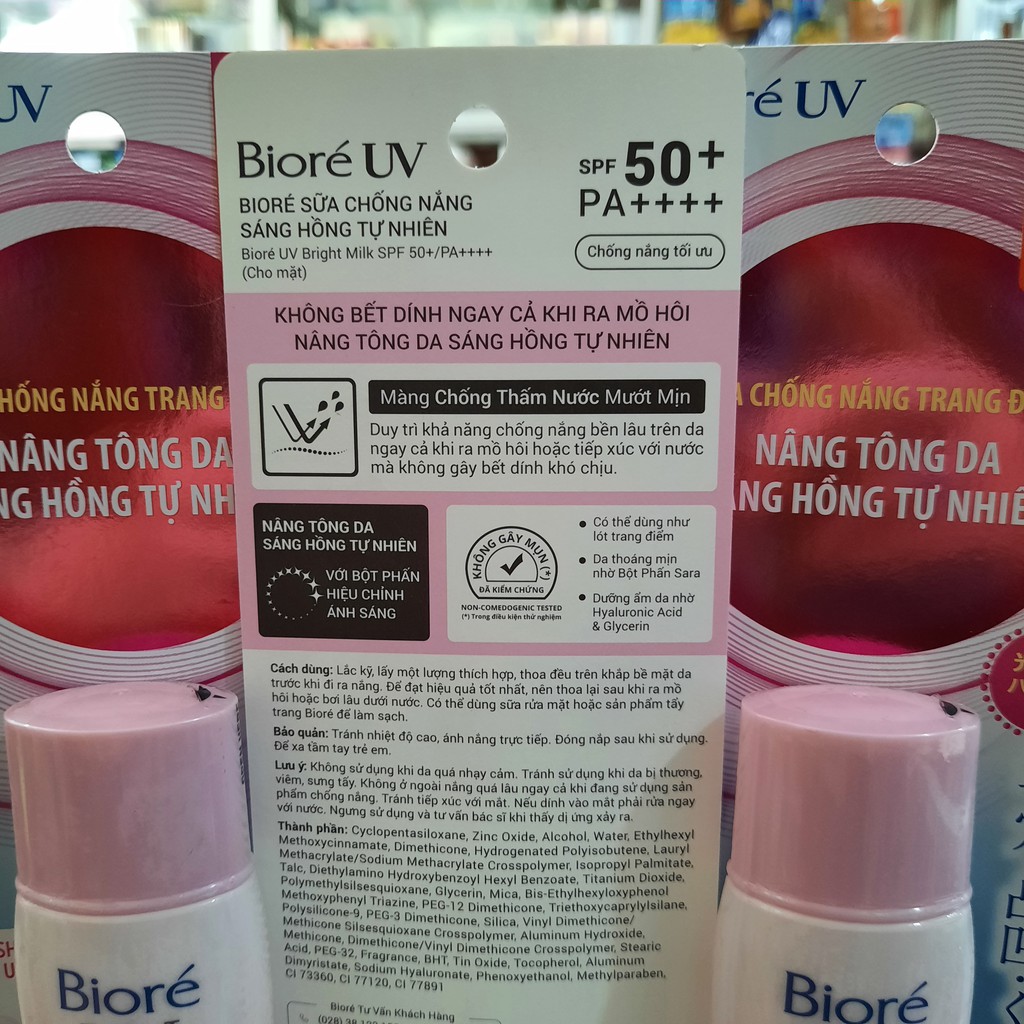 UV
Bioré UV
ré UV
SPF 50+
PA++++
BIORÉ SỮA CHỐNG NẮNG
SÁNG HỒNG TỰ NHIÊN
Bioré UV Bright Milk SPF 50+/PA++++
(Cho mặt)
Chống nắng tối ưu
KHÔNG BẾT DÍNH NGAY CẢ KHI RA MỒ HÔI
NÂNG TÔNG DA SÁNG HỒNG TỰ NHIÊN
Màng Chống Thấm Nước Mướt Mịn
Duy trì khả năng chống nắng bền lâu trên da
ngay cả khi ra mồ hôi hoặc tiếp xúc với nước
mà không gây bết dính khó chịu.
HỐNG NẮNG TRANG
NÂNG TÔNG DA
NG HỒNG TỰ NH
A CHỐNG NẮNG TRANG Đ
NÂNG TÔNG DA
ÁNG HỒNG TỰ NHIÊ
NÂNG TÔNG DA
SÁNG HỒNG TỰ NHIÊN
VỚI BỘT PHẤN
HIỆU CHỈNH
ÁNH SÁNG
KHÔNG GÂY MỤN (*)
ĐÃ KIỂM CHỨNG
NON-COMEDOGENIC TESTED
(*) Trong điều kiện thử nghiệm
• Có thể dùng như
lót trang điểm
• Da thoáng mịn
nhờ Bột Phấn Sara
• Dưỡng ẩm da nhờ
Hyaluronic Acid
& Glycerin
Cách dùng: Lắc kỹ, lấy một lượng thích hợp, thoa đều trên khắp bề mặt da
trước khi đi ra nắng. Để đạt hiệu quả tốt nhất, nên thoa lại sau khi ra mồ
hôi hoặc bơi lâu dưới nước. Có thể dùng sữa rửa mặt hoặc sản phẩm tẩy
trang Bioré để làm sạch.
Bảo quản: Tránh nhiệt độ cao, ánh nắng trực tiếp. Đóng nắp sau khi sử dụng.
Để xa tầm tay trẻ em.
Lưu ý: Không sử dụng khi da quá nhạy cảm. Tránh sử dụng khi da bị thương,
viêm, sưng tấy. Không ở ngoài nắng quá lâu ngay cả khi đang sử dụng sản
phẩm chống nắng. Tránh tiếp xúc với mắt. Nếu dính vào mắt phải rửa ngay
với nước. Ngưng sử dụng và tư vấn bác sĩ khi thấy dị ứng xảy ra.
Thành phần: Cyclopentasiloxane, Zinc Oxide, Alcohol, Water, Ethylhexyl
Methoxycinnamate, Dimethicone, Hydrogenated Polyisobutene, Lauryl
Methacrylate/Sodium Methacrylate Crosspolymer, Isopropyl Palmitate,
Talc, Diethylamino Hydroxybenzoyl Hexyl Benzoate, Titanium Dioxide,
Polymethylsilsesquioxane, Glycerin, Mica, Bis-Ethylhexyloxyphenol
Methoxyphenyl Triazine, PEG-12 Dimethicone, Triethoxycaprylylsilane,
Polysilicone-9, PEG-3 Dimethicone, Silica, Vinyl Dimethicone/
Methicone Silsesquioxane Crosspolymer, Aluminum Hydroxide,
Methicone, Dimethicone/Vinyl Dimethicone Crosspolymer, Stearic
Acid, PEG-32, Fragrance, BHT, Tin Oxide, Tocopherol, Aluminum
Dimyristate, Sodium Hyaluronate, Phenoxyethanol, Methylparaben,
CI 73360, CI 77120, CI 77891
Bioré Tư Vấn Khách Hàng
(028) 38
Bioré
Bioré